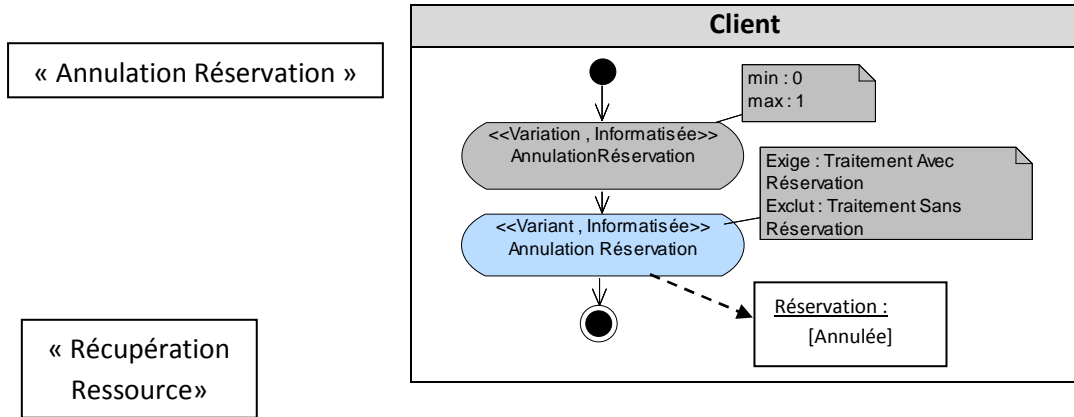 Client
« Annulation Réservation »
min : 0
max : 1
<<Variation , Informatisée>>
AnnulationRéservation
Exige : Traitement Avec
Réservation
Exclut : Traitement Sans
Réservation
<<Variant , Informatisée>>
Annulation Réservation
Réservation :
[Annulée]
« Récupération
Ressource»